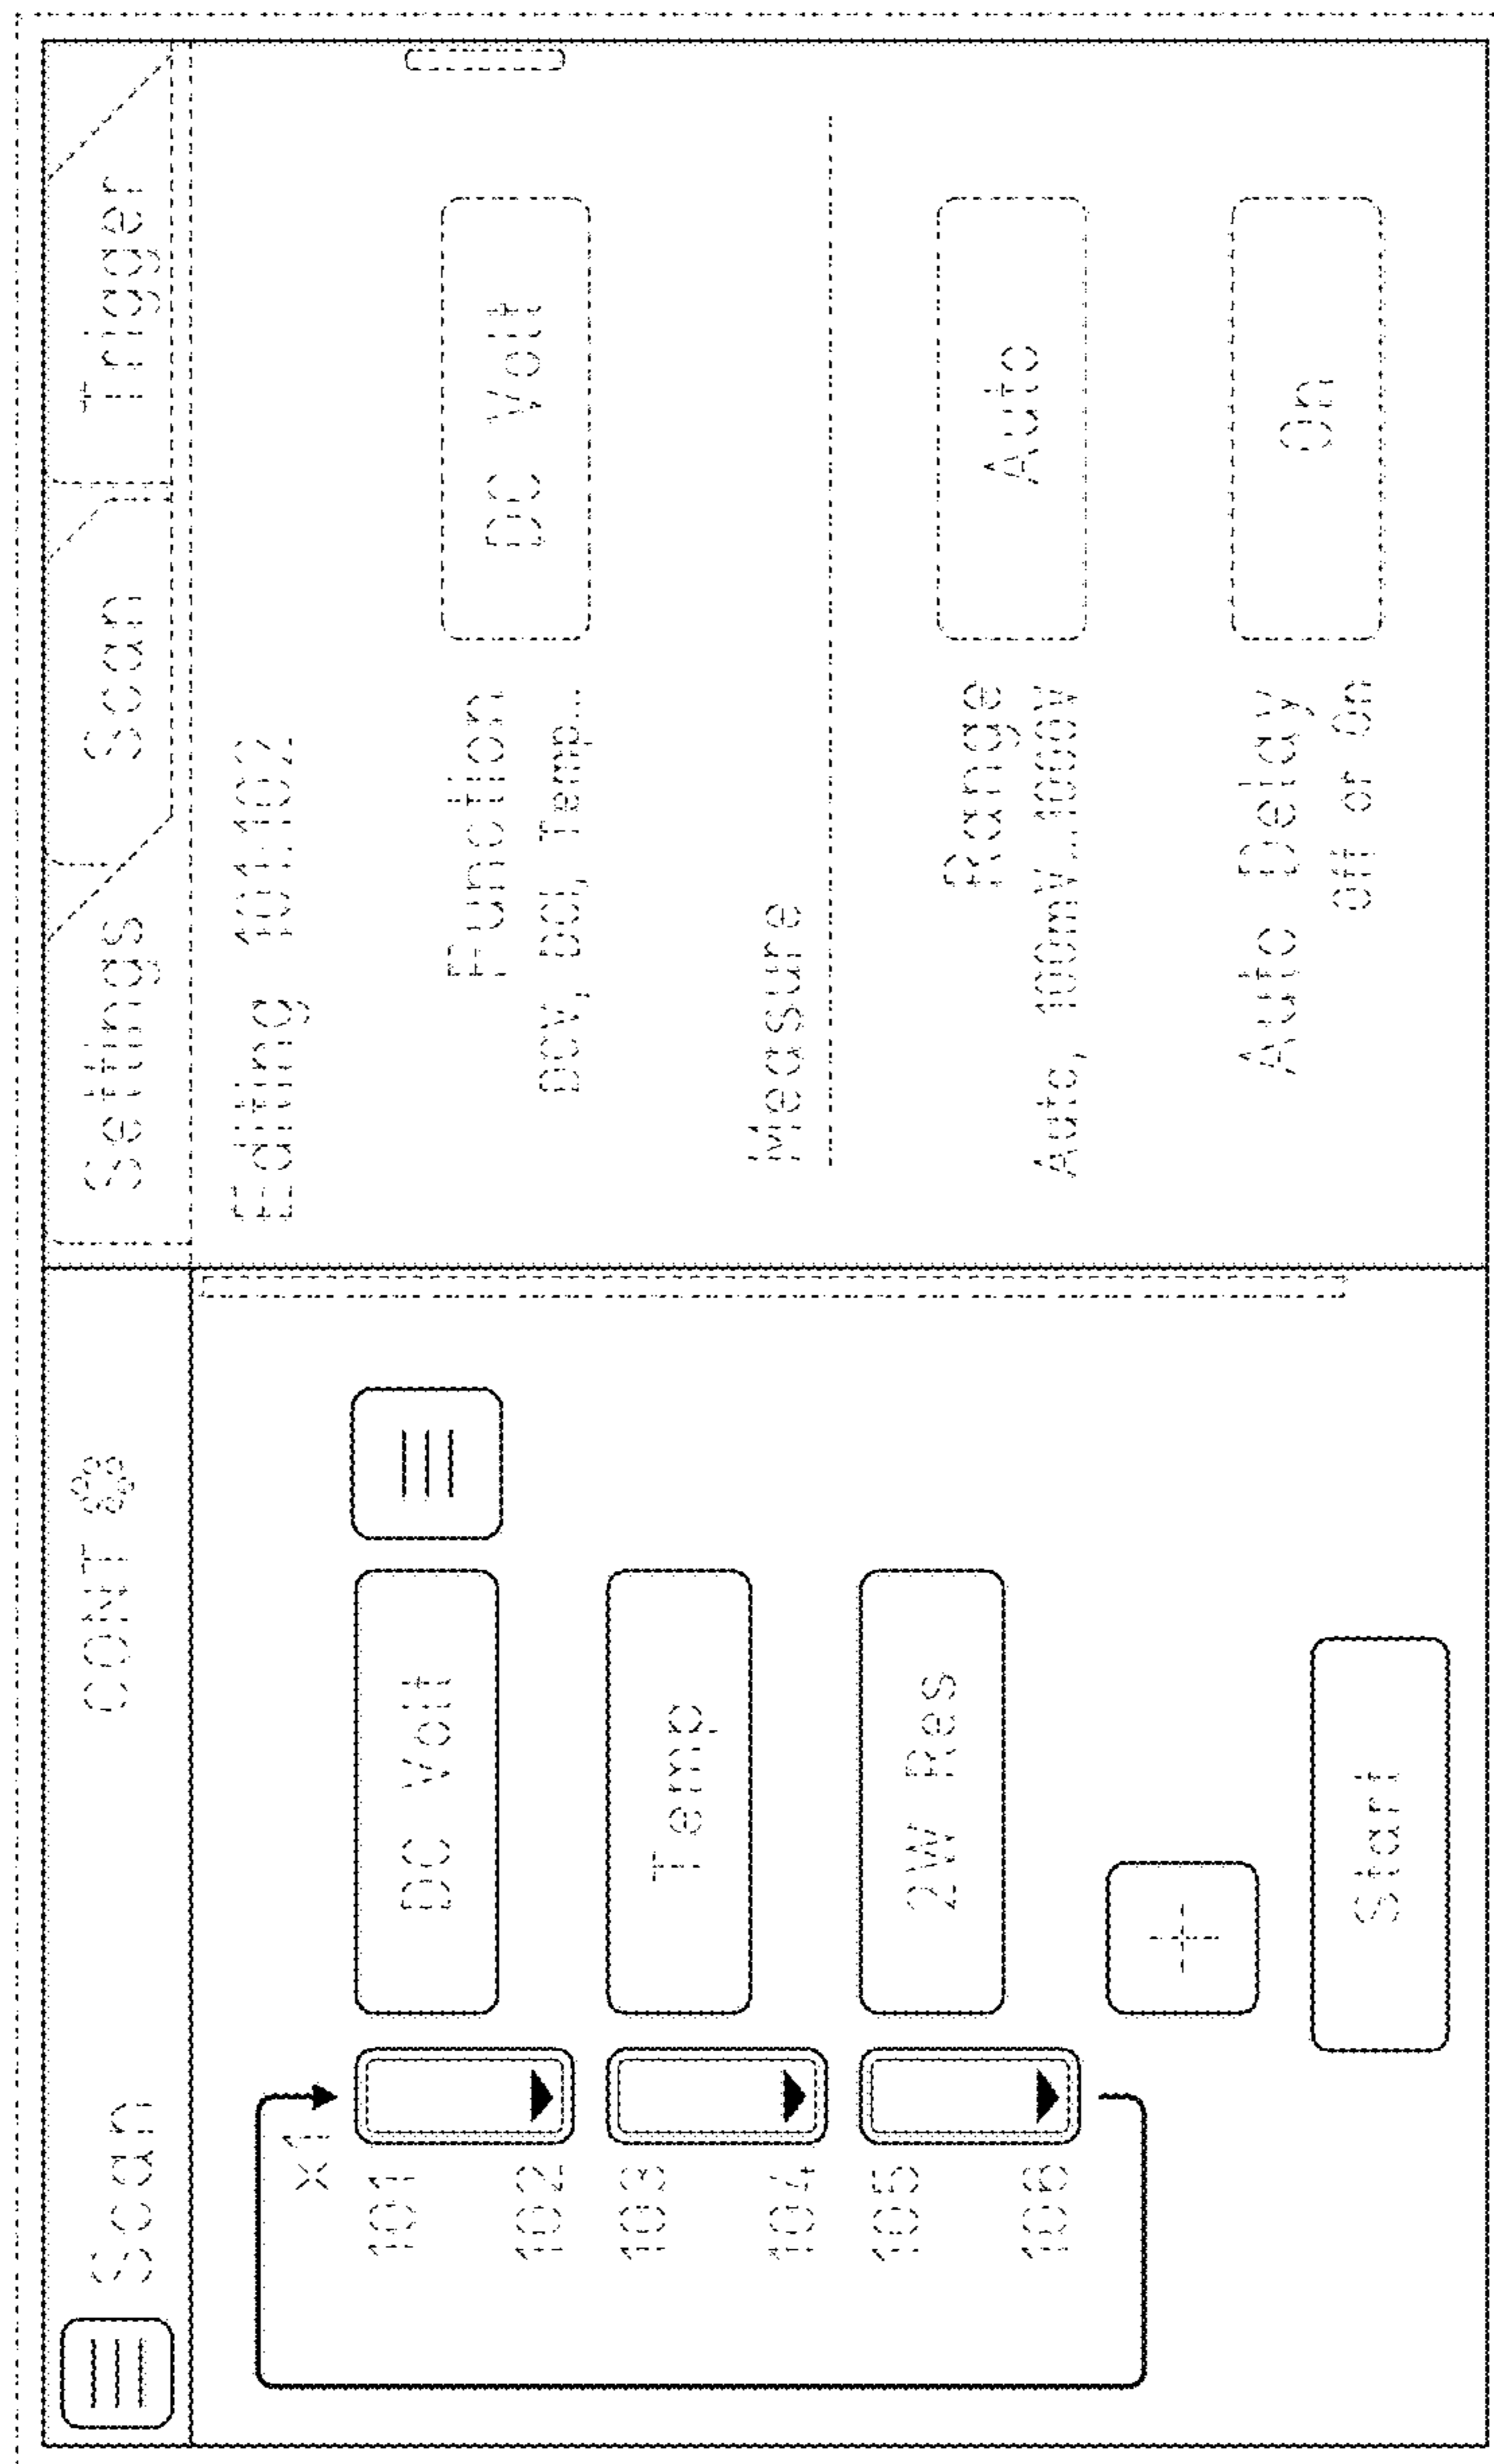 Scan
CONT
x1
101
102
DC Volt
103
104
Temp
105
106
2W Res
+
Start
Settings
Scan
Trigger
Editing 101:102
Function
DCV, DCI, Temp...
DC Volt
Measure
Range
Auto, 100mV...1000V
Auto
Auto Delay
Off or On
On